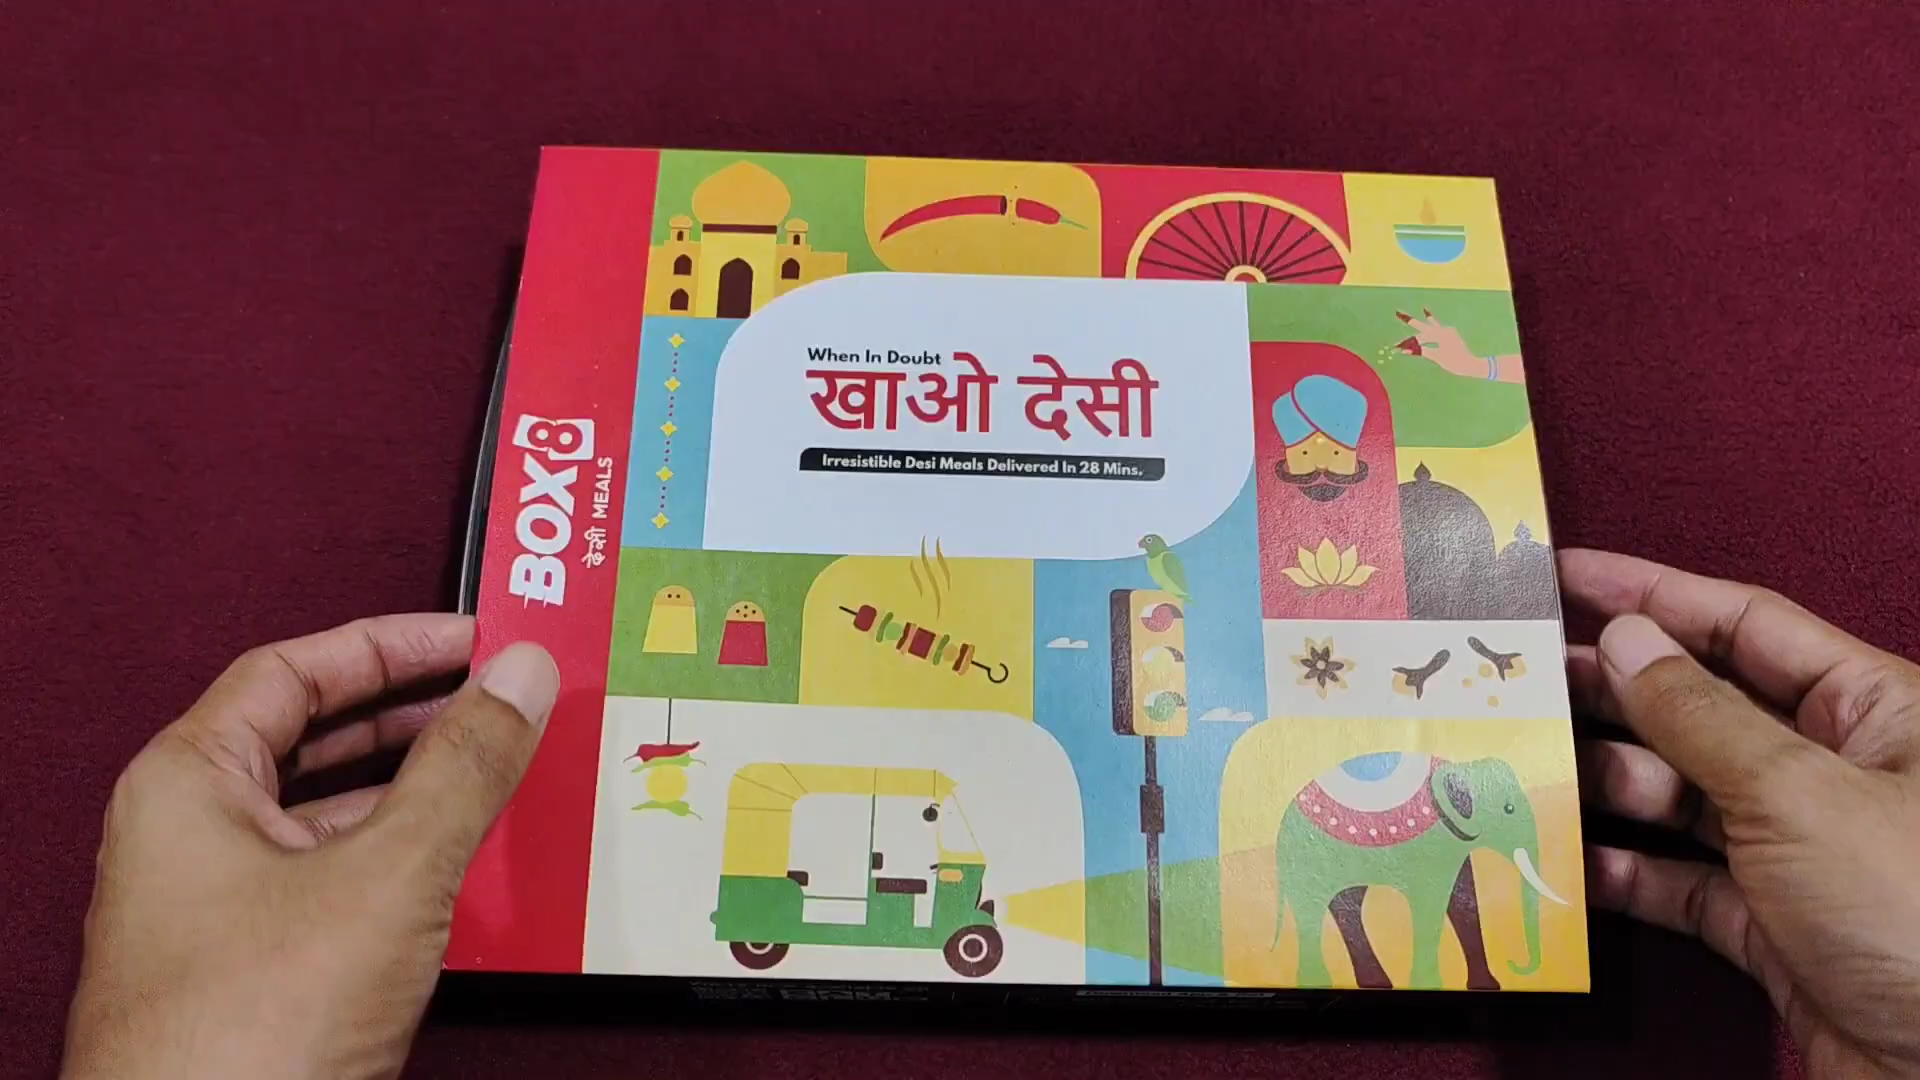 When In Doubt
खाओ देसी
Irresistible Desi Meals Delivered In 28 Mins.
BOX8
देसी MEALS